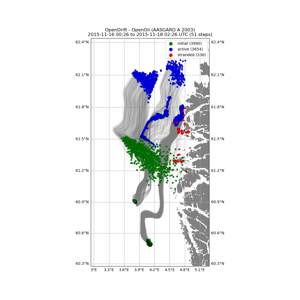 OpenDrift - OpenOil (AASGARD A 2003)
2015-11-16 00:26 to 2015-11-18 02:26 UTC (51 steps)
initial (3990)
active (3654)
stranded (336)
62.4°N 62.4°N
62.1°N 62.1°N
61.8°N 61.8°N
61.5°N 61.5°N
61.2°N 61.2°N
60.9°N 60.9°N
60.6°N 60.6°N
60.3°N 60.3°N
3°E 3.3°E 3.6°E 3.9°E 4.2°E 4.5°E 4.8°E 5.1°E